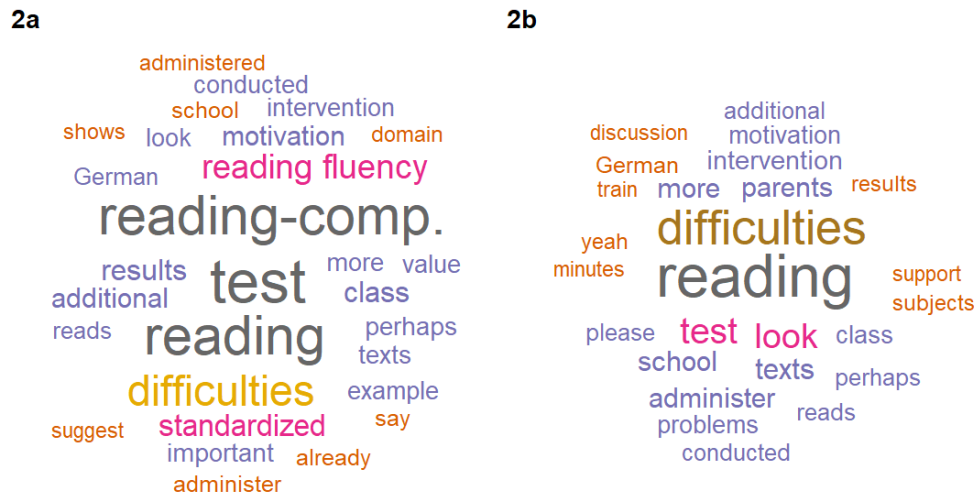 2a
administered
conducted
school intervention
shows look motivation domain
reading fluency
German
reading-comp.
results test more value
additional class
reads reading perhaps
texts
difficulties example
suggest standardized say
important already
administer
2b
additional
discussion motivation
German intervention
train more parents results
difficulties
yeah
minutes reading support
subjects
please test look class
school texts perhaps
administer reads
problems
conducted